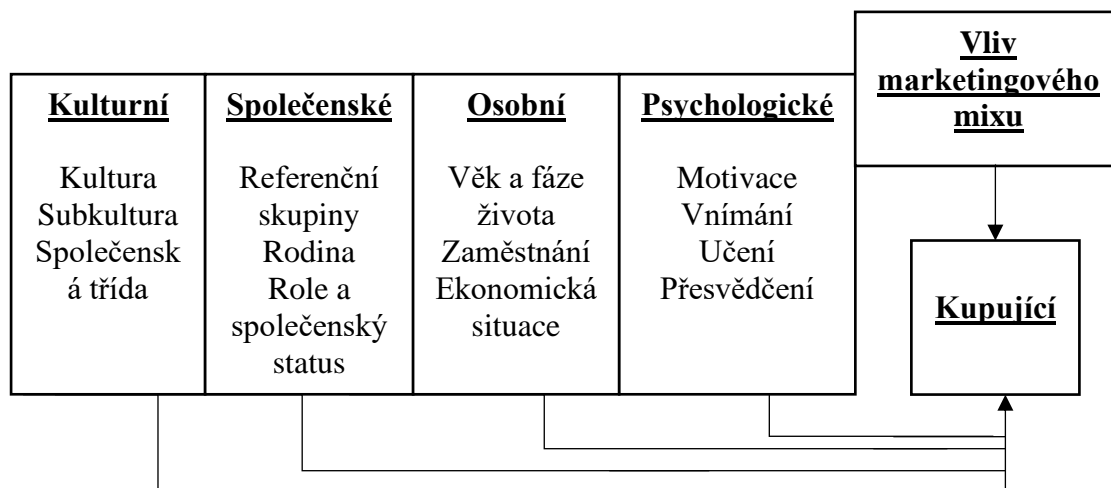 Kulturní
Kultura
Subkultura
Společensk
á třída
Společenské
Referenční
skupiny
Rodina
Role a
společenský
status
Osobní
Věk a fáze
života
Zaměstnání
Ekonomická
situace
Psychologické
Motivace
Vnímání
Učení
Přesvědčení
Vliv
marketingového
mixu
Kupující